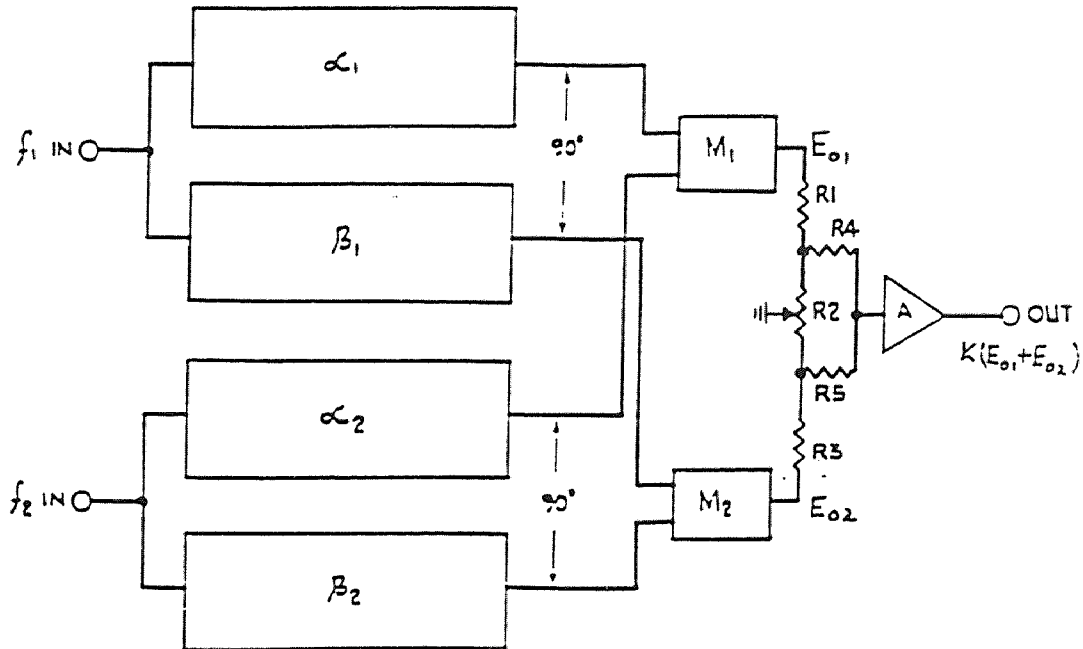 α₁
f₁ IN
90°
M₁
E₀₁
R1
R4
β₁
R2
A
OUT
K(E₀₁+E₀₂)
R5
α₂
R3
f₂ IN
90°
M₂
E₀₂
β₂